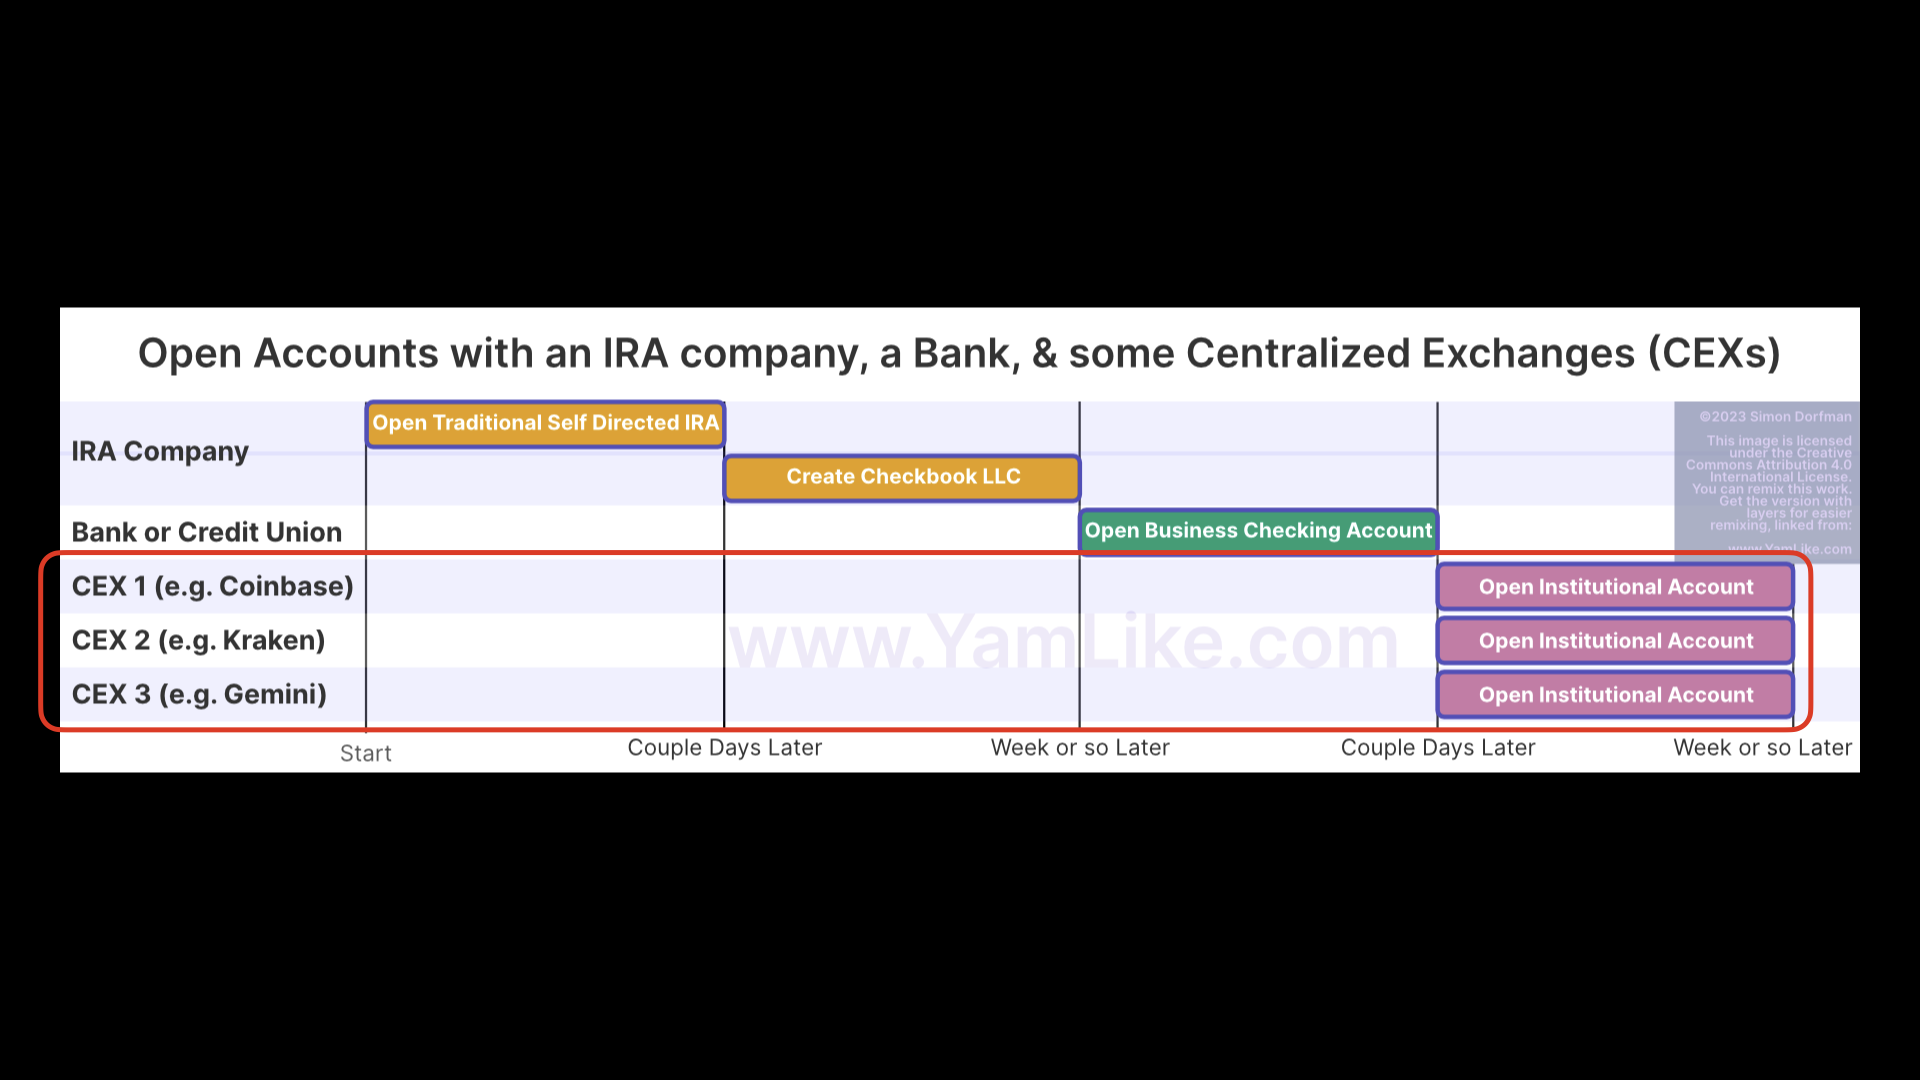 Open Accounts with an IRA company, a Bank, & some Centralized Exchanges (CEXs)
IRA Company
Open Traditional Self Directed IRA
Create Checkbook LLC
Bank or Credit Union
Open Business Checking Account
CEX 1 (e.g. Coinbase)
Open Institutional Account
CEX 2 (e.g. Kraken)
Open Institutional Account
CEX 3 (e.g. Gemini)
Open Institutional Account
www.YamLike.com
Start
Couple Days Later
Week or so Later
Couple Days Later
Week or so Later
©2023 Simon Dorfman
This image is licensed
under the Creative
Commons Attribution 4.0
International License.
You can remix this work.
Get the version with
layers for easier
remixing, linked from:
www.YamLike.com